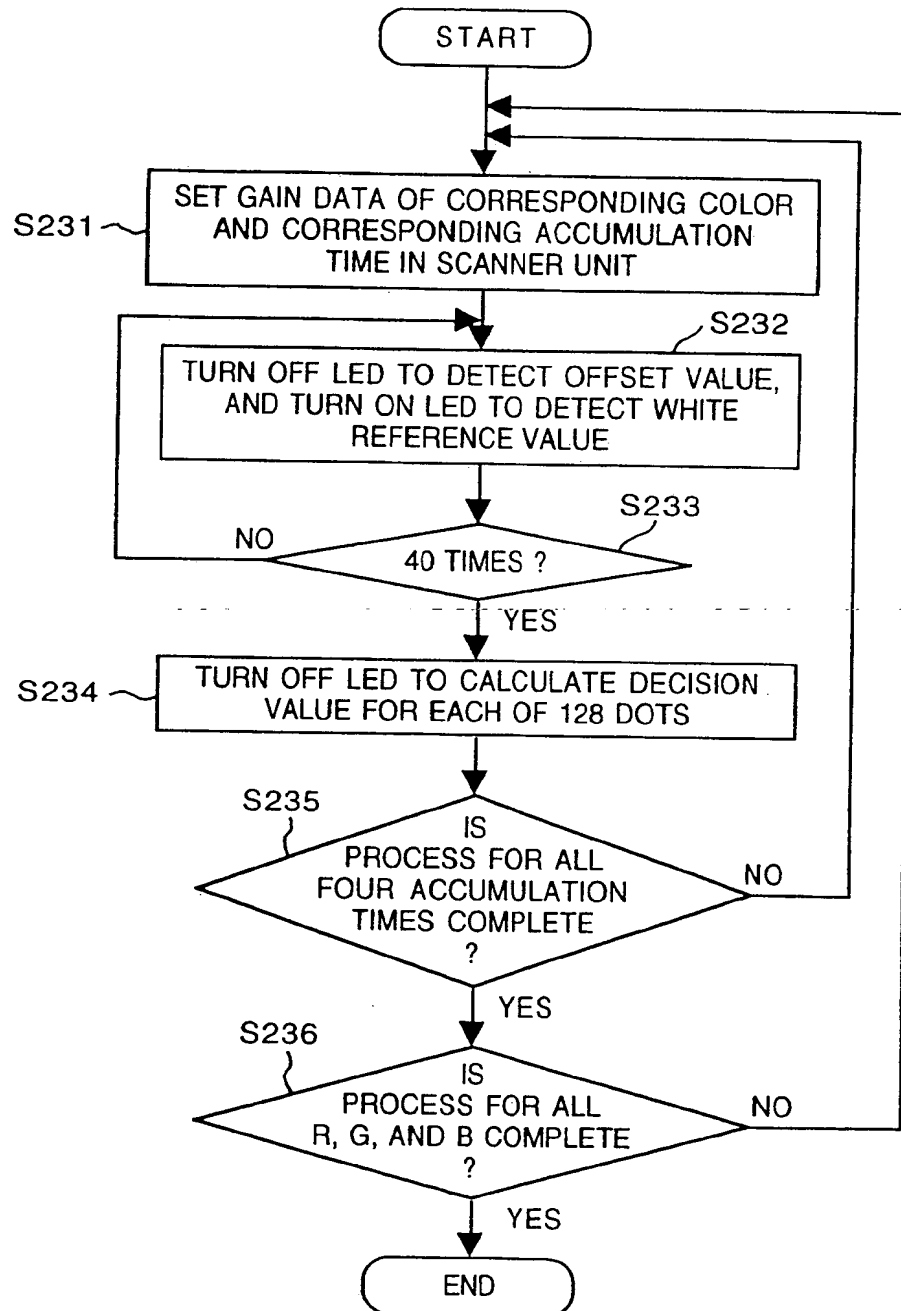 START
SET GAIN DATA OF CORRESPONDING COLOR
AND CORRESPONDING ACCUMULATION
TIME IN SCANNER UNIT
S231
S232
TURN OFF LED TO DETECT OFFSET VALUE,
AND TURN ON LED TO DETECT WHITE
REFERENCE VALUE
S233
NO
40 TIMES ?
YES
S234
TURN OFF LED TO CALCULATE DECISION
VALUE FOR EACH OF 128 DOTS
S235
IS
PROCESS FOR ALL
FOUR ACCUMULATION
TIMES COMPLETE
?
NO
YES
S236
IS
PROCESS FOR ALL
R, G, AND B COMPLETE
?
NO
YES
END